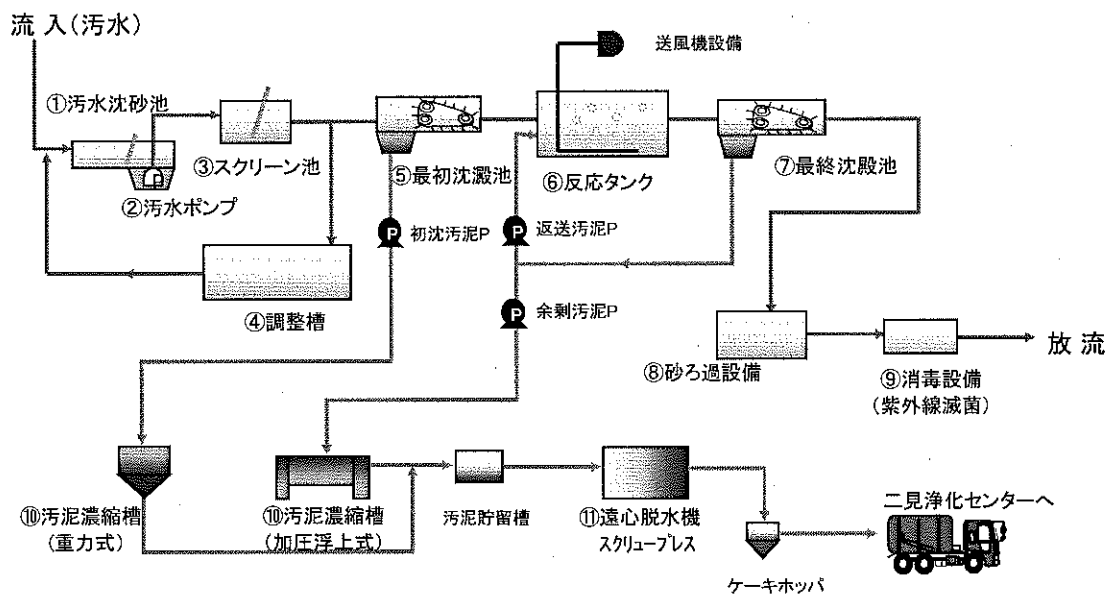 流入(汚水)
送風機設備
①汚水沈砂池
③スクリーン池
⑤最初沈澱池
⑥反応タンク
⑦最終沈殿池
②汚水ポンプ
P
P
初沈汚泥P
P
返送汚泥P
④調整槽
P
余剰汚泥P
⑧砂ろ過設備
⑨消毒設備
(紫外線滅菌)
放流
⑩汚泥濃縮槽
(重力式)
⑩汚泥濃縮槽
(加圧浮上式)
汚泥貯留槽
⑪遠心脱水機
スクリュープレス
ケーキホッパ
二見浄化センターへ